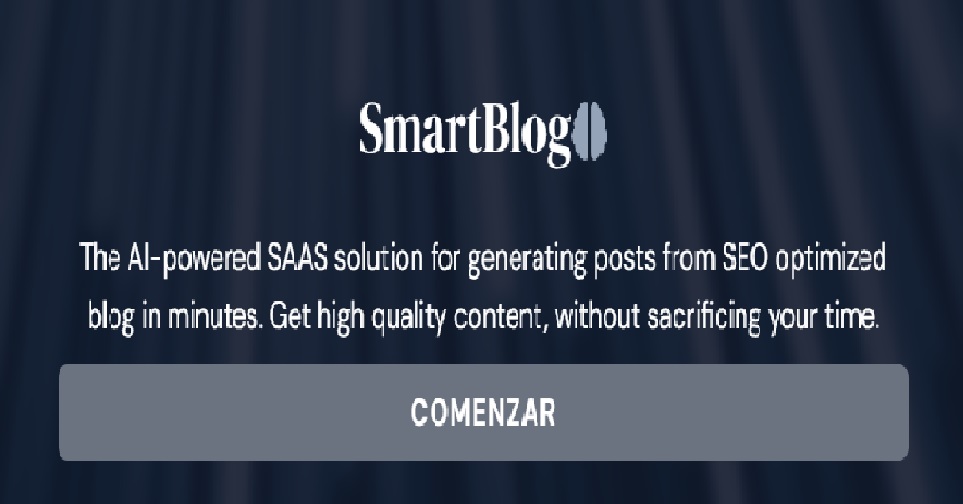 SmartBlog
The AI-powered SAAS solution for generating posts from SEO optimized
blog in minutes. Get high quality content, without sacrificing your time.
COMENZAR